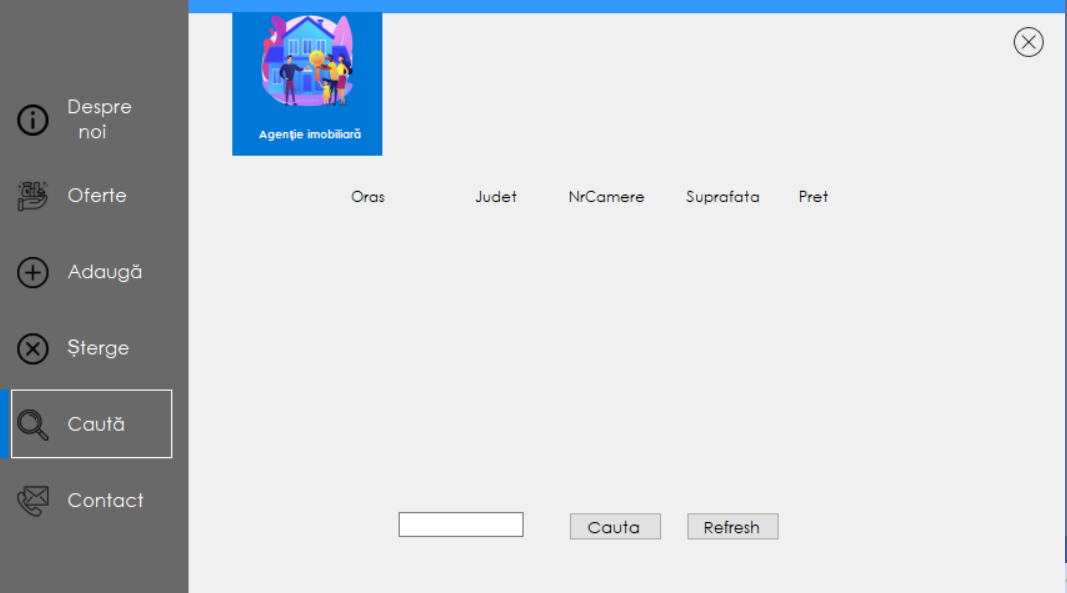 Agenție imobiliară
Despre
noi
Oferte
Adaugă
Șterge
Caută
Contact
Oras Judet NrCamere Suprafata Pret
Cauta Refresh